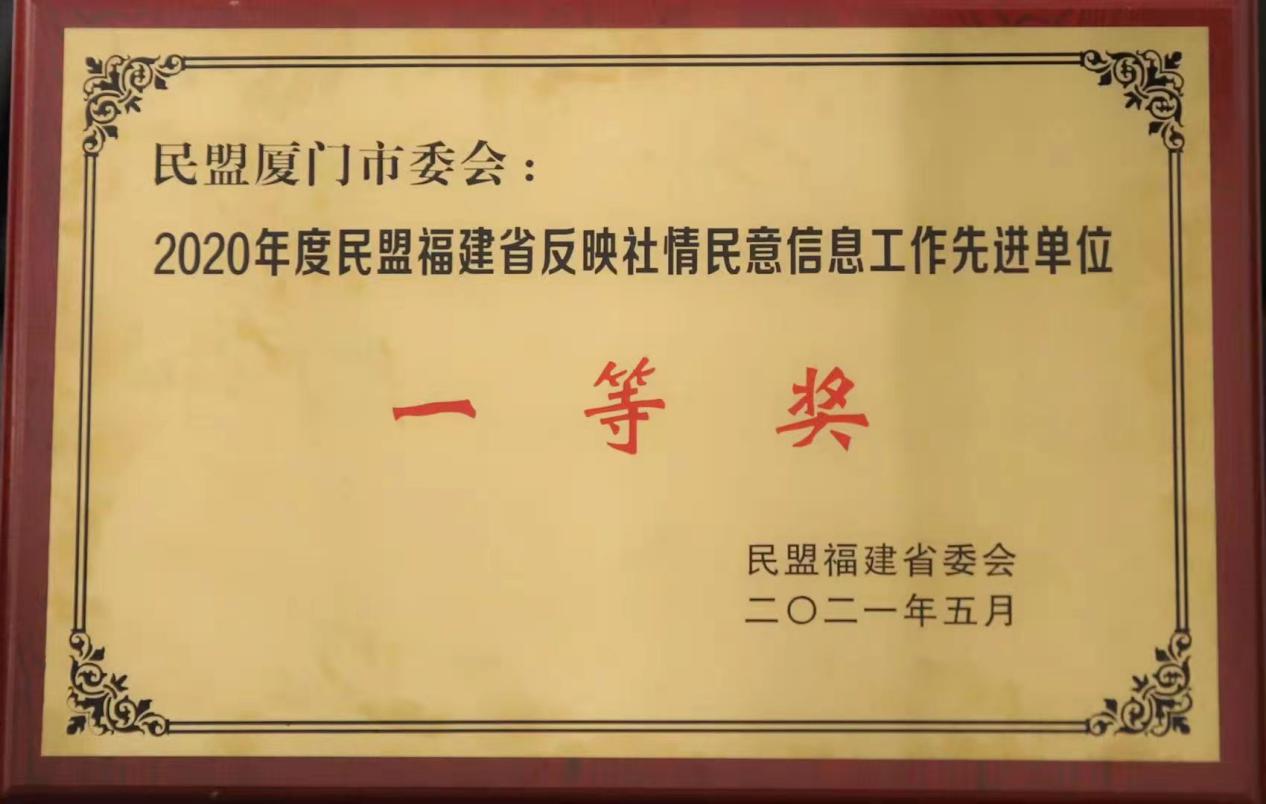 民盟厦门市委会：
2020年度民盟福建省反映社情民意信息工作先进单位
一等奖
民盟福建省委会
二〇二一年五月